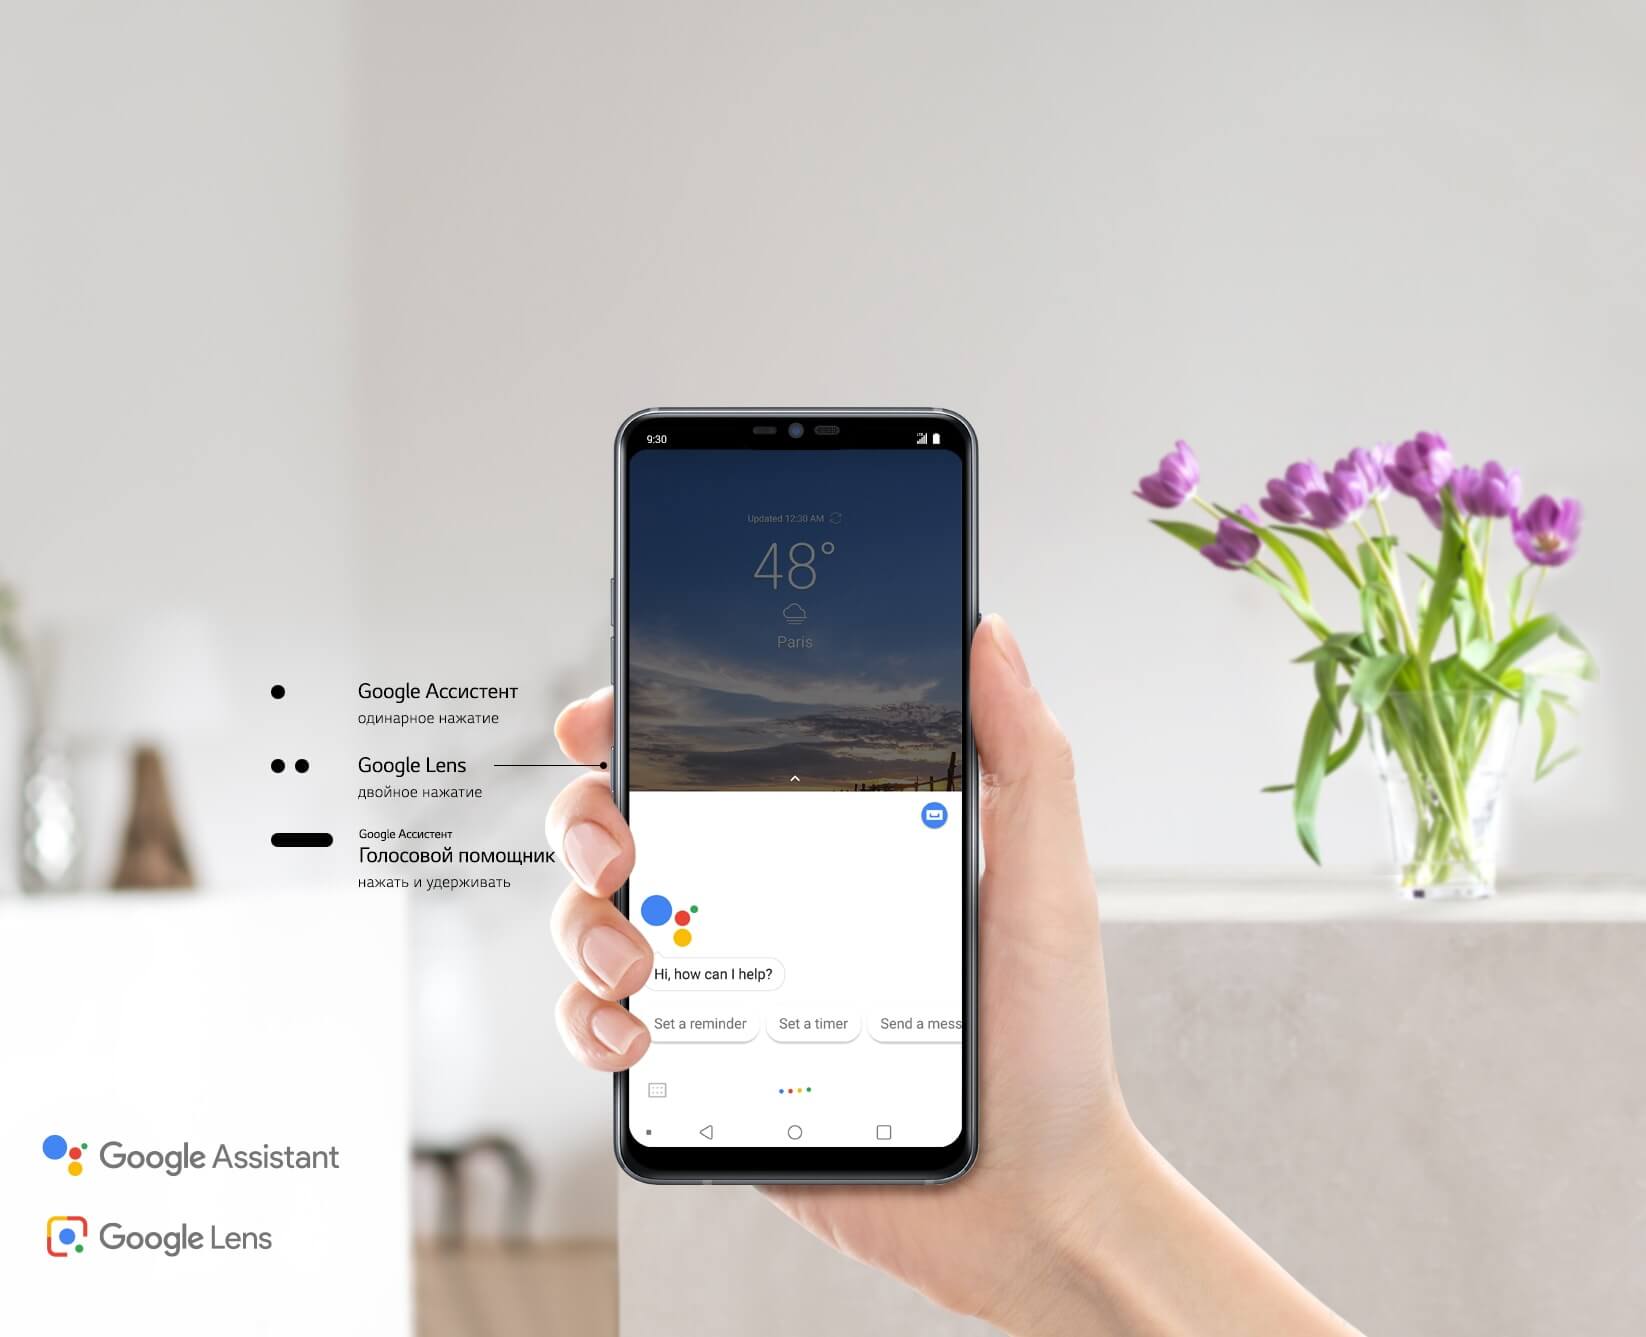 9:30
Updated 12:30 AM
48°
Paris
Google Ассистент
одинарное нажатие
Google Lens
двойное нажатие
Google Ассистент
Голосовой помощник
нажать и удерживать
Hi, how can I help?
Set a reminder
Set a timer
Send a mess
Google Assistant
Google Lens